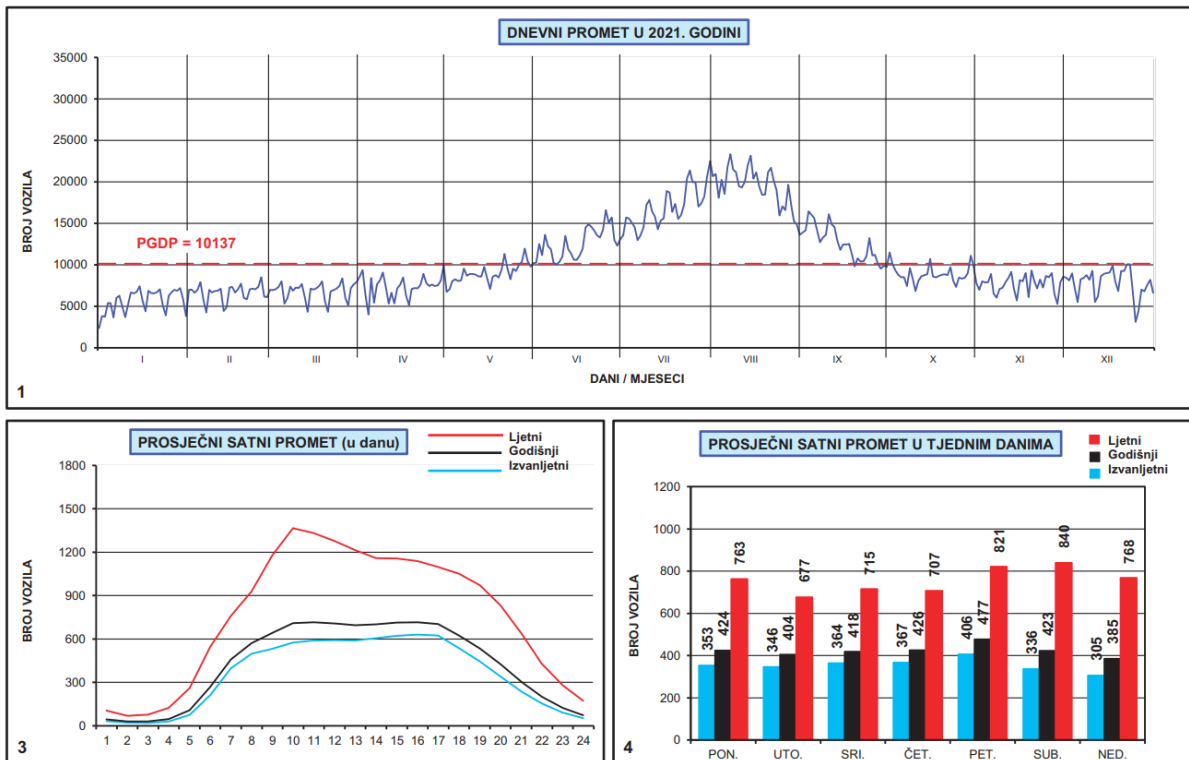 DNEVNI PROMET U 2021. GODINI
BROJ VOZILA
35000
30000
25000
20000
15000
10000
5000
0
PGDP = 10137
I II III IV V VI VII VIII IX X XI XII
DANI / MJESECI
1
PROSJEČNI SATNI PROMET (u danu)
Ljetni
Godišnji
Izvanljetni
BROJ VOZILA
1800
1500
1200
900
600
300
0
1 2 3 4 5 6 7 8 9 10 11 12 13 14 15 16 17 18 19 20 21 22 23 24
3
PROSJEČNI SATNI PROMET U TJEDNIM DANIMA
Ljetni
Godišnji
Izvanljetni
BROJ VOZILA
1200
1000
800
600
400
200
0
353 424 763
346 404 677
364 418 715
367 426 707
406 477 821
336 423 840
305 385 768
PON. UTO. SRI. ČET. PET. SUB. NED.
4